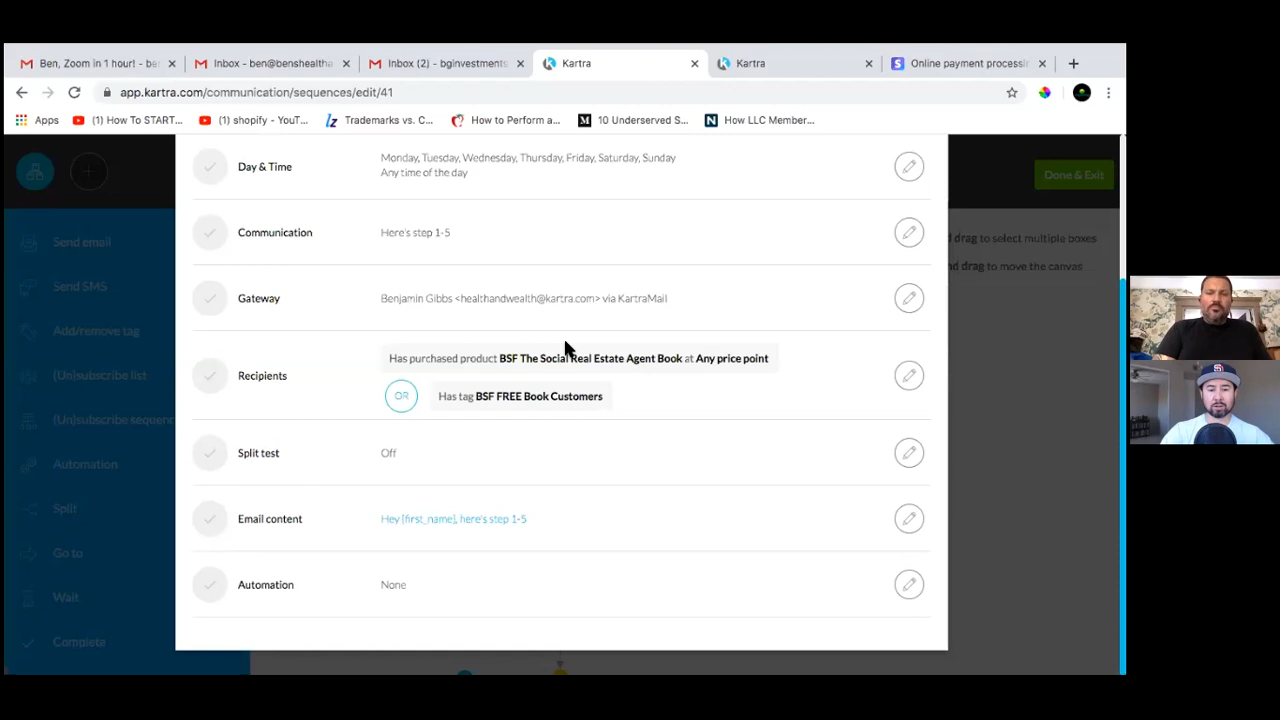 Ben, Zoom in 1 hour! - be
Inbox - ben@benshealtha
Inbox (2) - bginvestments
Kartra
Kartra
Online payment processi
app.kartra.com/communication/sequences/edit/41
Apps
(1) How To START...
(1) shopify - YouT...
Trademarks vs. C...
How to Perform a...
10 Underserved S...
How LLC Member...
Done & Exit
Send email
Send SMS
Add/remove tag
(Un)subscribe list
(Un)subscribe sequenc
Automation
Split
Go to
Wait
Complete
d drag to select multiple boxes
nd drag to move the canvas
Day & Time
Monday, Tuesday, Wednesday, Thursday, Friday, Saturday, Sunday
Any time of the day
Communication
Here's step 1-5
Gateway
Benjamin Gibbs <healthandwealth@kartra.com> via KartraMail
Recipients
Has purchased product BSF The Social Real Estate Agent Book at Any price point
OR
Has tag BSF FREE Book Customers
Split test
Off
Email content
Hey [first_name], here's step 1-5
Automation
None